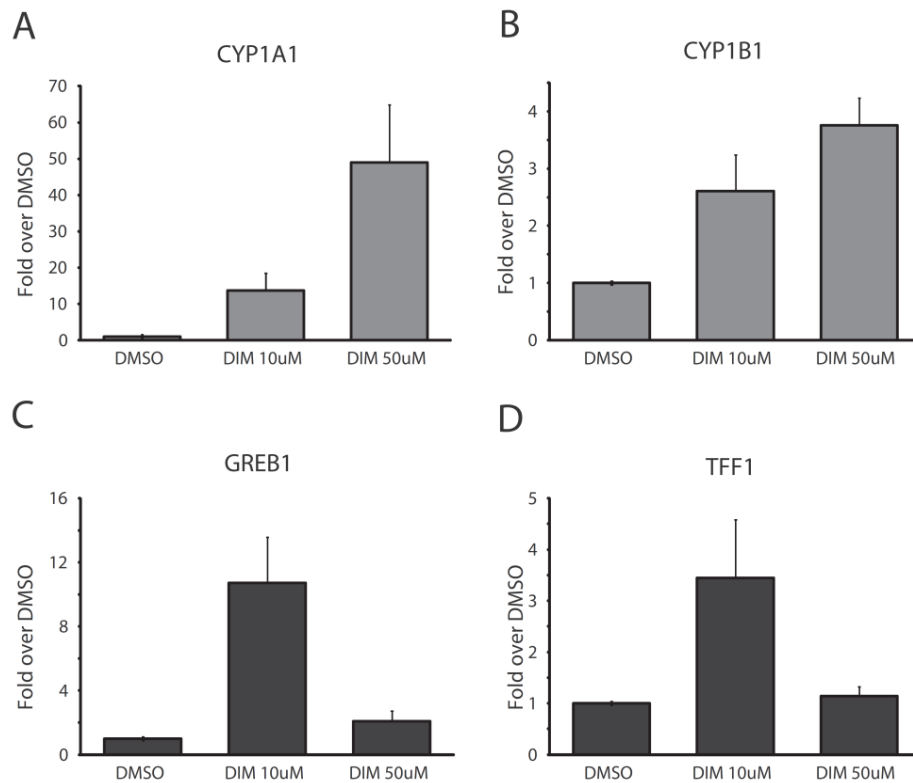 A
CYP1A1
Fold over DMSO
70
60
50
40
30
20
10
0
DMSO DIM 10uM DIM 50uM
B
CYP1B1
Fold over DMSO
4
3
2
1
0
DMSO DIM 10uM DIM 50uM
C
GREB1
Fold over DMSO
16
12
8
4
0
DMSO DIM 10uM DIM 50uM
D
TFF1
Fold over DMSO
5
4
3
2
1
0
DMSO DIM 10uM DIM 50uM